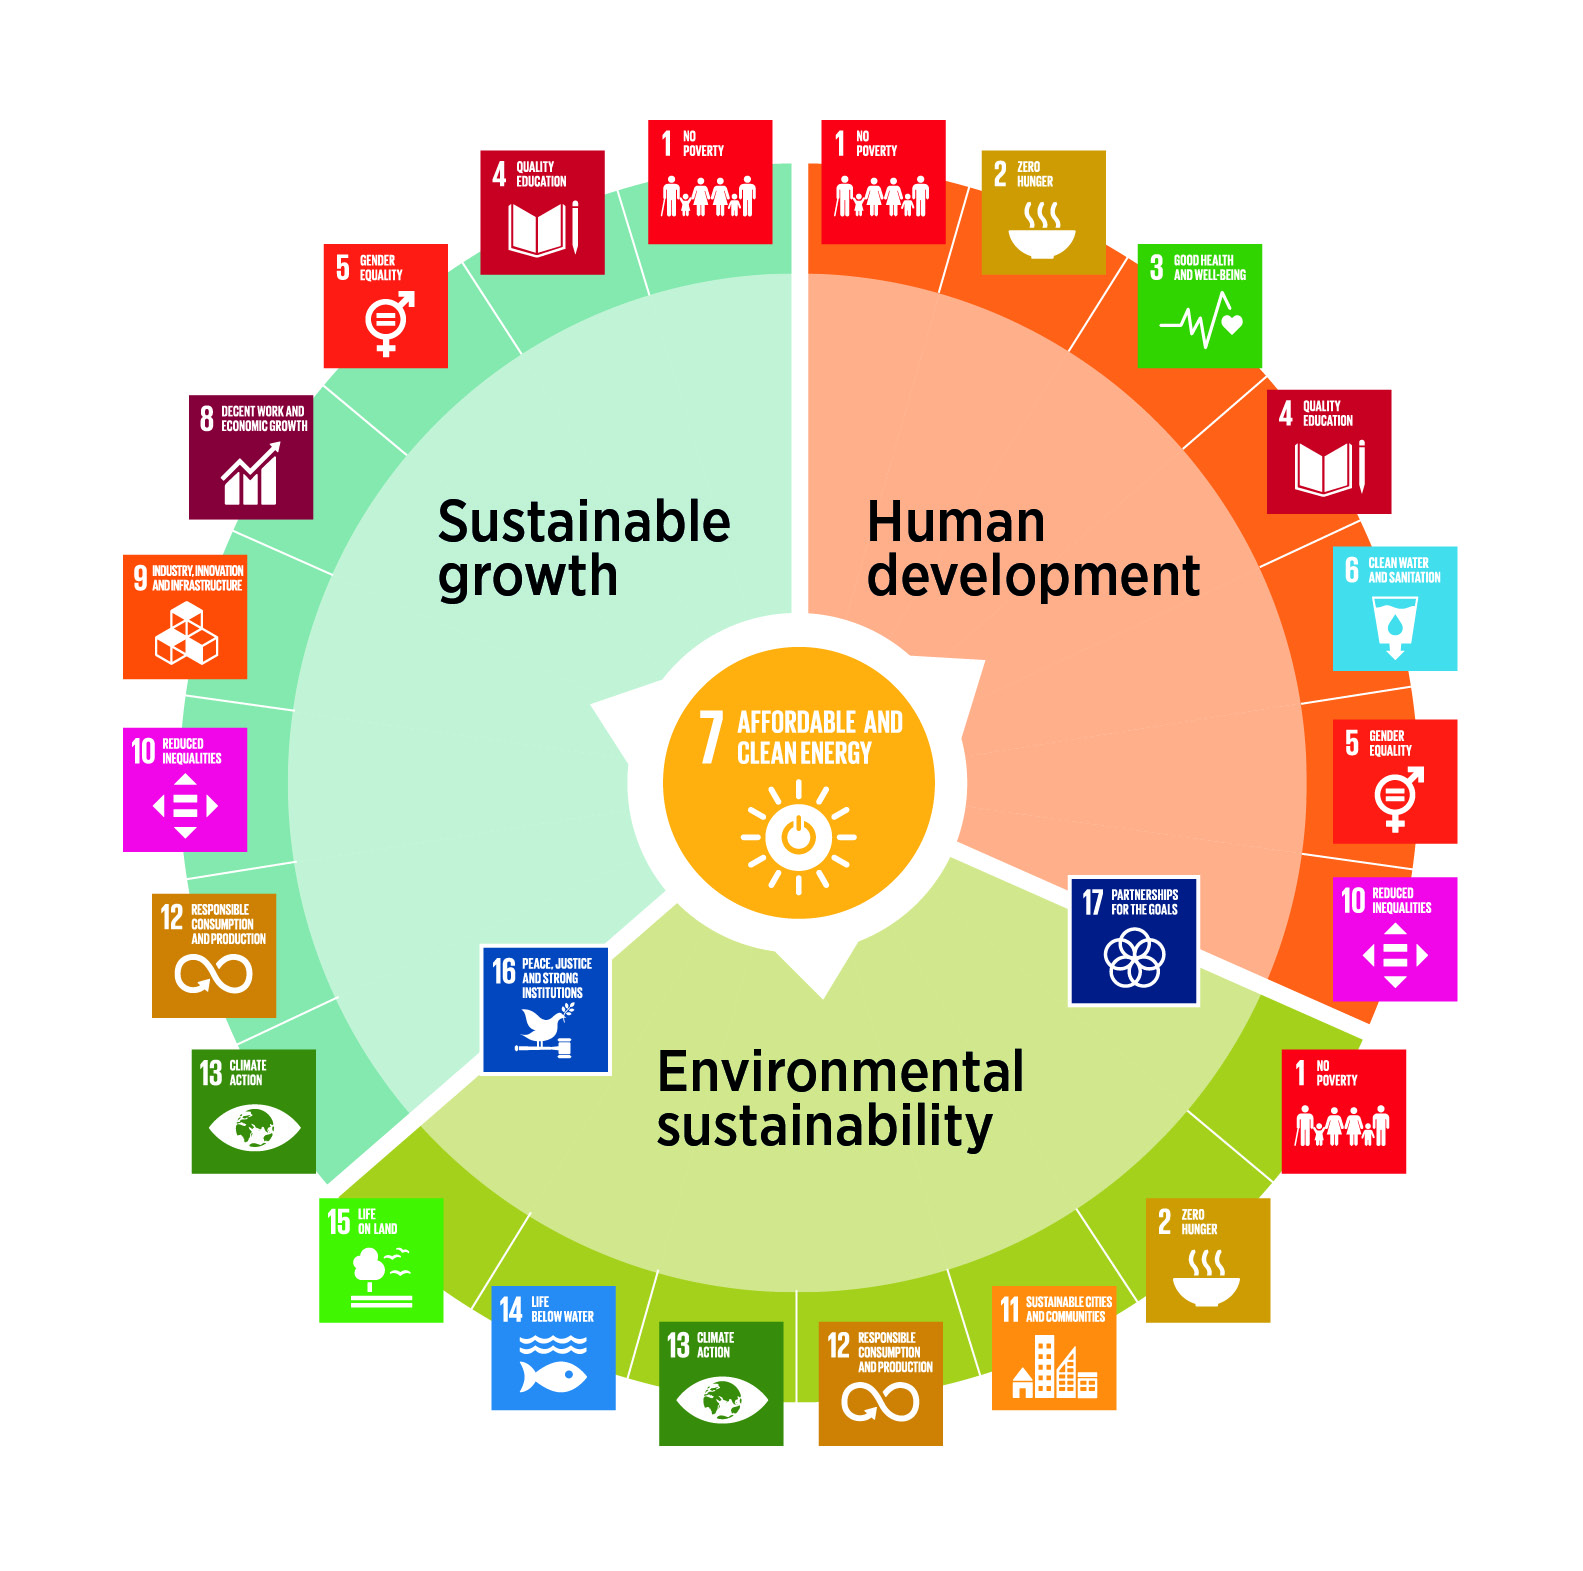 1 NO
POVERTY
1 NO
POVERTY
4 QUALITY
EDUCATION
2 ZERO
HUNGER
5 GENDER
EQUALITY
3 GOOD HEALTH
AND WELL-BEING
8 DECENT WORK AND
ECONOMIC GROWTH
4 QUALITY
EDUCATION
Sustainable
growth
Human
development
9 INDUSTRY, INNOVATION
AND INFRASTRUCTURE
6 CLEAN WATER
AND SANITATION
7 AFFORDABLE AND
CLEAN ENERGY
10 REDUCED
INEQUALITIES
5 GENDER
EQUALITY
12 RESPONSIBLE
CONSUMPTION
AND PRODUCTION
17 PARTNERSHIPS
FOR THE GOALS
10 REDUCED
INEQUALITIES
16 PEACE, JUSTICE
AND STRONG
INSTITUTIONS
13 CLIMATE
ACTION
Environmental
sustainability
1 NO
POVERTY
15 LIFE
ON LAND
2 ZERO
HUNGER
14 LIFE
BELOW WATER
11 SUSTAINABLE CITIES
AND COMMUNITIES
13 CLIMATE
ACTION
12 RESPONSIBLE
CONSUMPTION
AND PRODUCTION